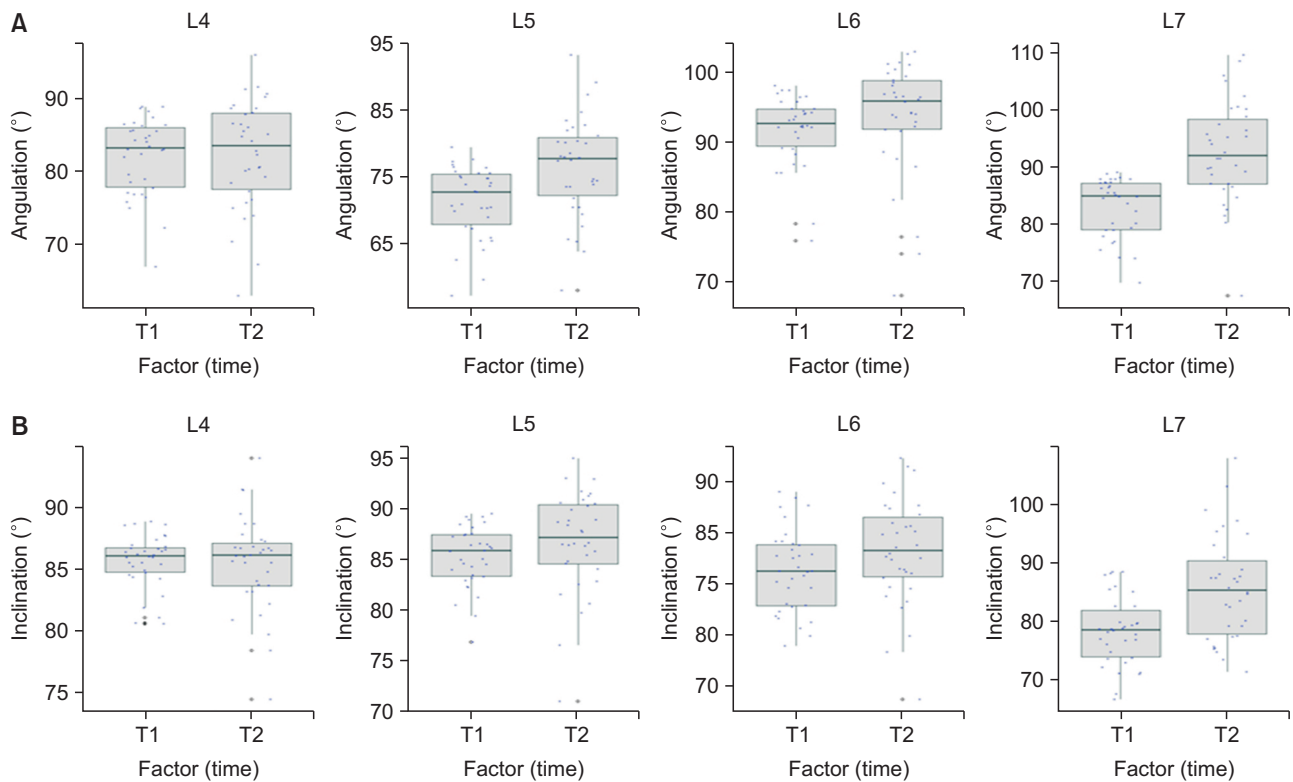 A
L4
L5
L6
L7
Angulation (°)
90
80
70
T1
T2
Factor (time)
Angulation (°)
95
85
75
65
T1
T2
Factor (time)
Angulation (°)
100
90
80
70
T1
T2
Factor (time)
Angulation (°)
110
100
90
80
70
T1
T2
Factor (time)
B
L4
L5
L6
L7
Inclination (°)
90
85
80
75
T1
T2
Factor (time)
Inclination (°)
95
90
85
80
75
70
T1
T2
Factor (time)
Inclination (°)
90
85
75
80
70
T1
T2
Factor (time)
Inclination (°)
100
90
80
70
T1
T2
Factor (time)